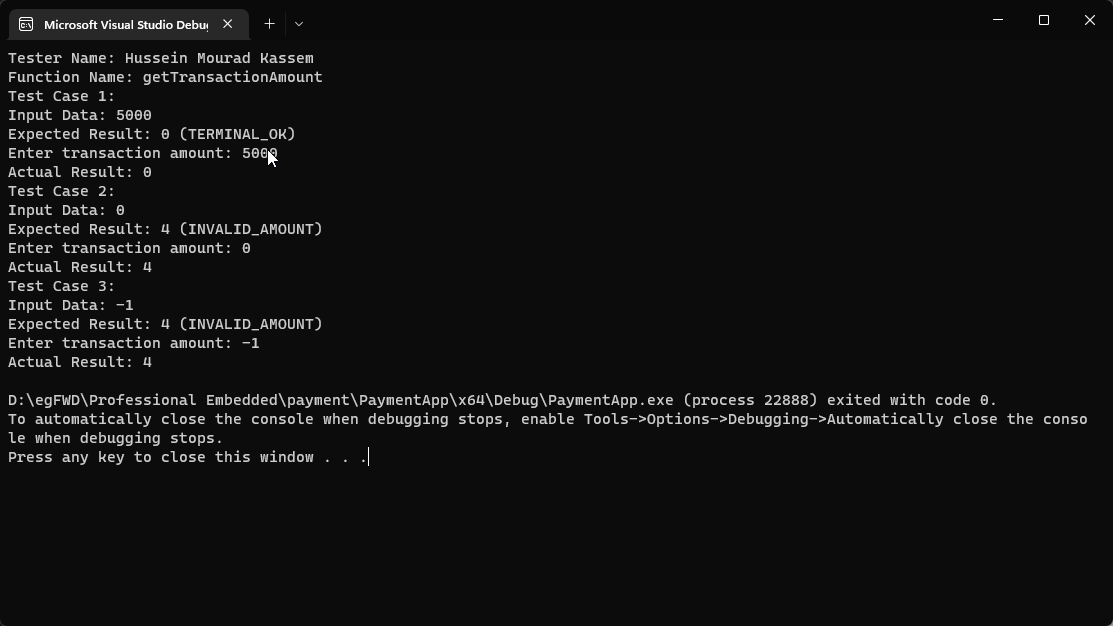 Microsoft Visual Studio Debug
Tester Name: Hussein Mourad Kassem
Function Name: getTransactionAmount
Test Case 1:
Input Data: 5000
Expected Result: 0 (TERMINAL_OK)
Enter transaction amount: 5000
Actual Result: 0
Test Case 2:
Input Data: 0
Expected Result: 4 (INVALID_AMOUNT)
Enter transaction amount: 0
Actual Result: 4
Test Case 3:
Input Data: -1
Expected Result: 4 (INVALID_AMOUNT)
Enter transaction amount: -1
Actual Result: 4
D:\egFWD\Professional Embedded\payment\PaymentApp\x64\Debug\PaymentApp.exe (process 22888) exited with code 0.
To automatically close the console when debugging stops, enable Tools->Options->Debugging->Automatically close the conso
le when debugging stops.
Press any key to close this window . . .